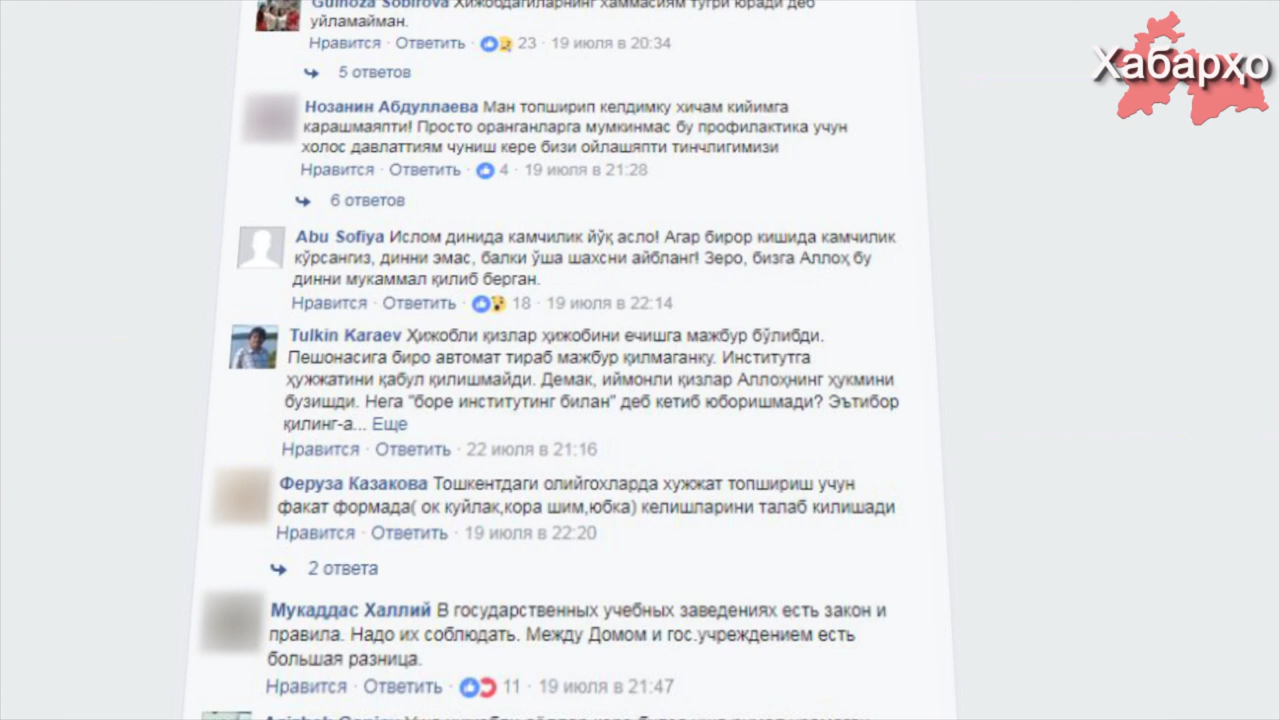 Gulnoza Sobirova Хижобдагиларнинг хаммасиям тугри юради деб
уйламайман.
Нравится · Ответить · 23 · 19 июля в 20:34
5 ответов
Хабарҳо
Нозанин Абдуллаева Ман топширип келдимку хичам кийимга
карашмаяпти! Просто оранганларга мумкинмас бу профилактика учун
холос давлаттиям чуниш кере бизи ойлашяпти тинчлигимизи
Нравится · Ответить · 4 · 19 июля в 21:28
6 ответов
Abu Sofiya Ислом динида камчилик йўқ асло! Агар бирор кишида камчилик
кўрсангиз, динни эмас, балки ўша шахсни айбланг! Зеро, бизга Аллоҳ бу
динни мукаммал қилиб берган.
Нравится · Ответить · 18 · 19 июля в 22:14
Tulkin Karaev Ҳижобли қизлар ҳижобини ечишга мажбур бўлибди.
Пешонасига биро автомат тираб мажбур қилмаганку. Институтга
ҳужжатини қабул қилишмайди. Демак, иймонли қизлар Аллоҳнинг ҳукмини
бузишди. Нега "боре институтинг билан" деб кетиб юборишмади? Эътибор
қилинг-а... Еще
Нравится · Ответить · 22 июля в 21:16
Феруза Казакова Тошкентдаги олийгохларда хужжат топшириш учун
факат формада( ок куйлак,кора шим,юбка) келишларини талаб килишади
Нравится · Ответить · 19 июля в 22:20
2 ответа
Мукаддас Халлий В государственных учебных заведениях есть закон и
правила. Надо их соблюдать. Между Домом и гос.учреждением есть
большая разница.
Нравится · Ответить · 11 · 19 июля в 21:47